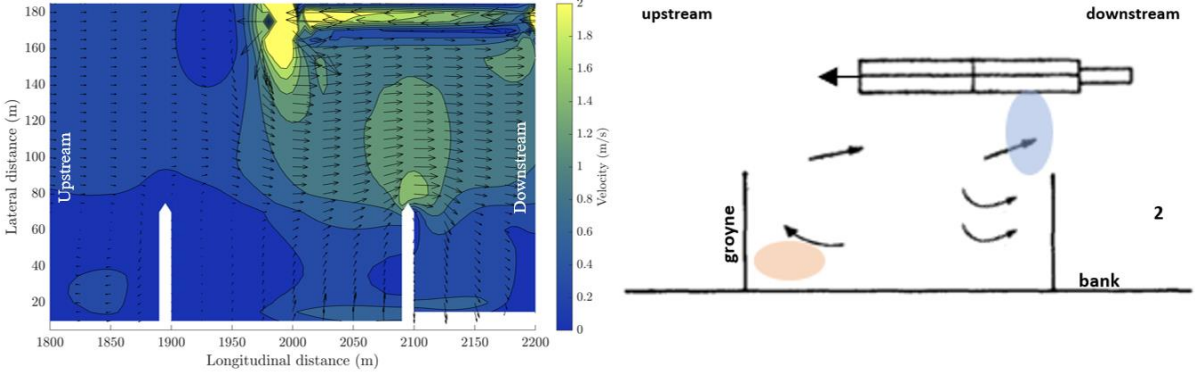 180
160
140
120
100
80
60
40
20
Lateral distance (m)
Upstream
Downstream
1800 1850 1900 1950 2000 2050 2100 2150 2200
Longitudinal distance (m)
2
1.8
1.6
1.4
1.2
1
0.8
0.6
0.4
0.2
0
Velocity (m/s)
upstream
downstream
groyne
2
bank